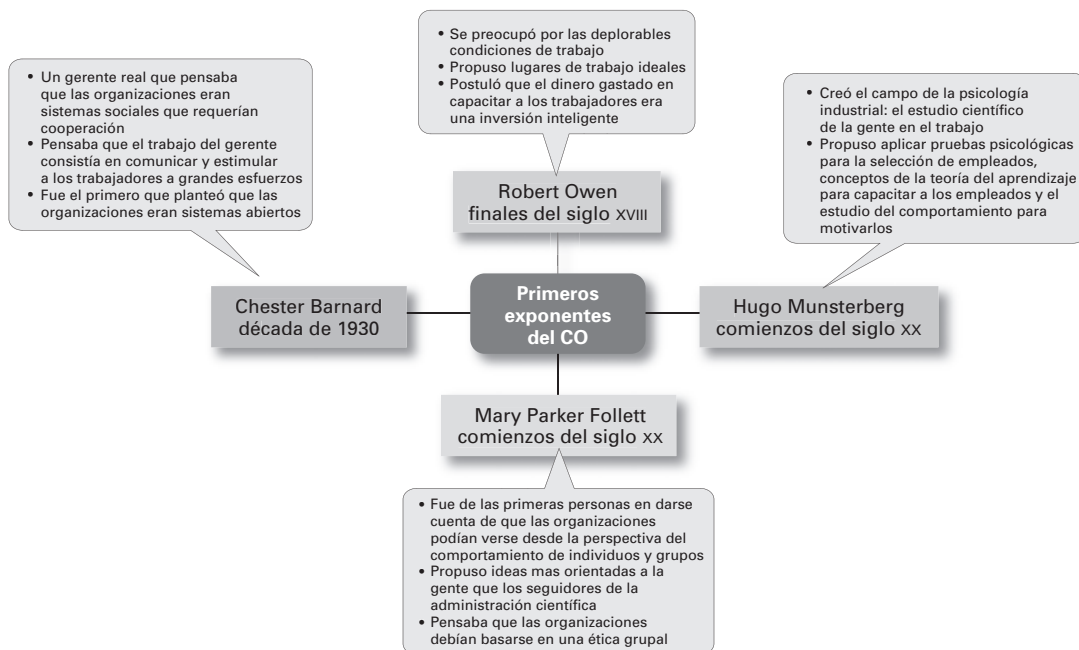 • Se preocupó por las deplorables
condiciones de trabajo
• Propuso lugares de trabajo ideales
• Postuló que el dinero gastado en
capacitar a los trabajadores era
una inversión inteligente
Robert Owen
finales del siglo XVIII
• Un gerente real que pensaba
que las organizaciones eran
sistemas sociales que requerían
cooperación
• Pensaba que el trabajo del gerente
consistía en comunicar y estimular
a los trabajadores a grandes esfuerzos
• Fue el primero que planteó que las
organizaciones eran sistemas abiertos
Chester Barnard
década de 1930
Primeros
exponentes
del CO
• Creó el campo de la psicología
industrial: el estudio científico
de la gente en el trabajo
• Propuso aplicar pruebas psicológicas
para la selección de empleados,
conceptos de la teoría del aprendizaje
para capacitar a los empleados y el
estudio del comportamiento para
motivarlos
Hugo Munsterberg
comienzos del siglo XX
Mary Parker Follett
comienzos del siglo XX
• Fue de las primeras personas en darse
cuenta de que las organizaciones
podían verse desde la perspectiva del
comportamiento de individuos y grupos
• Propuso ideas mas orientadas a la
gente que los seguidores de la
administración científica
• Pensaba que las organizaciones
debían basarse en una ética grupal